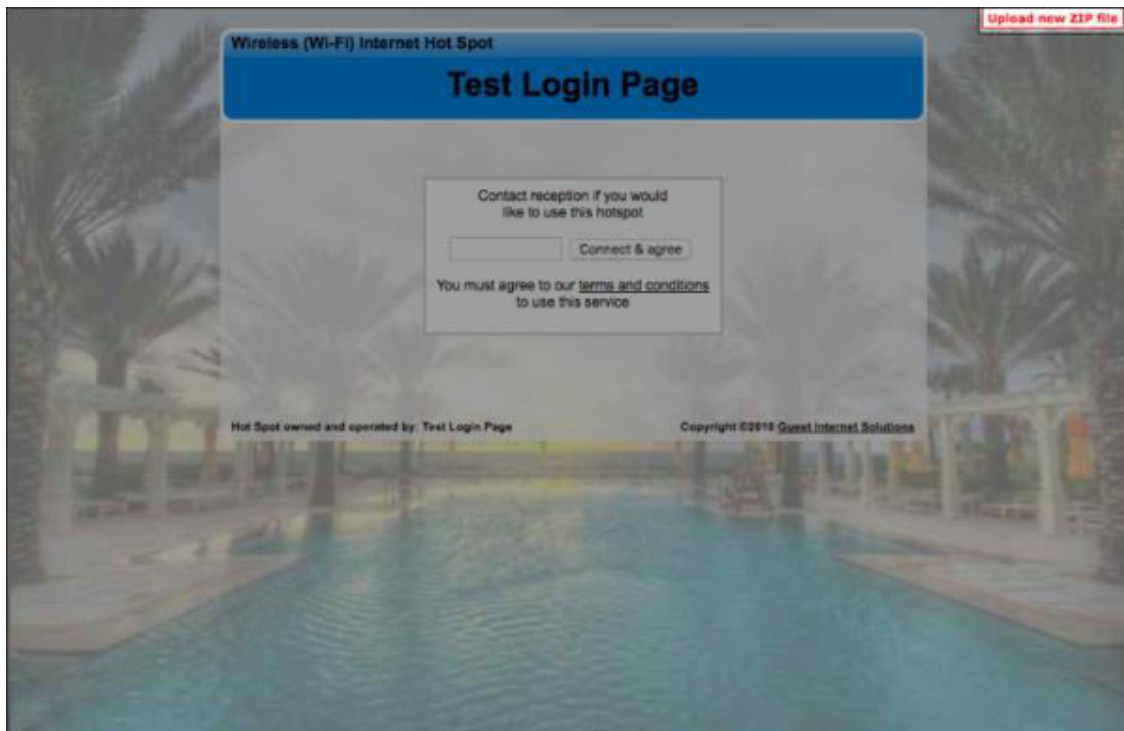 Upload new ZIP file
Wireless (Wi-Fi) Internet Hot Spot
Test Login Page
Contact reception if you would
like to use this hotspot
Connect & agree
You must agree to our terms and conditions
to use this service
Hot Spot owned and operated by: Test Login Page
Copyright ©2018 Guest Internet Solutions